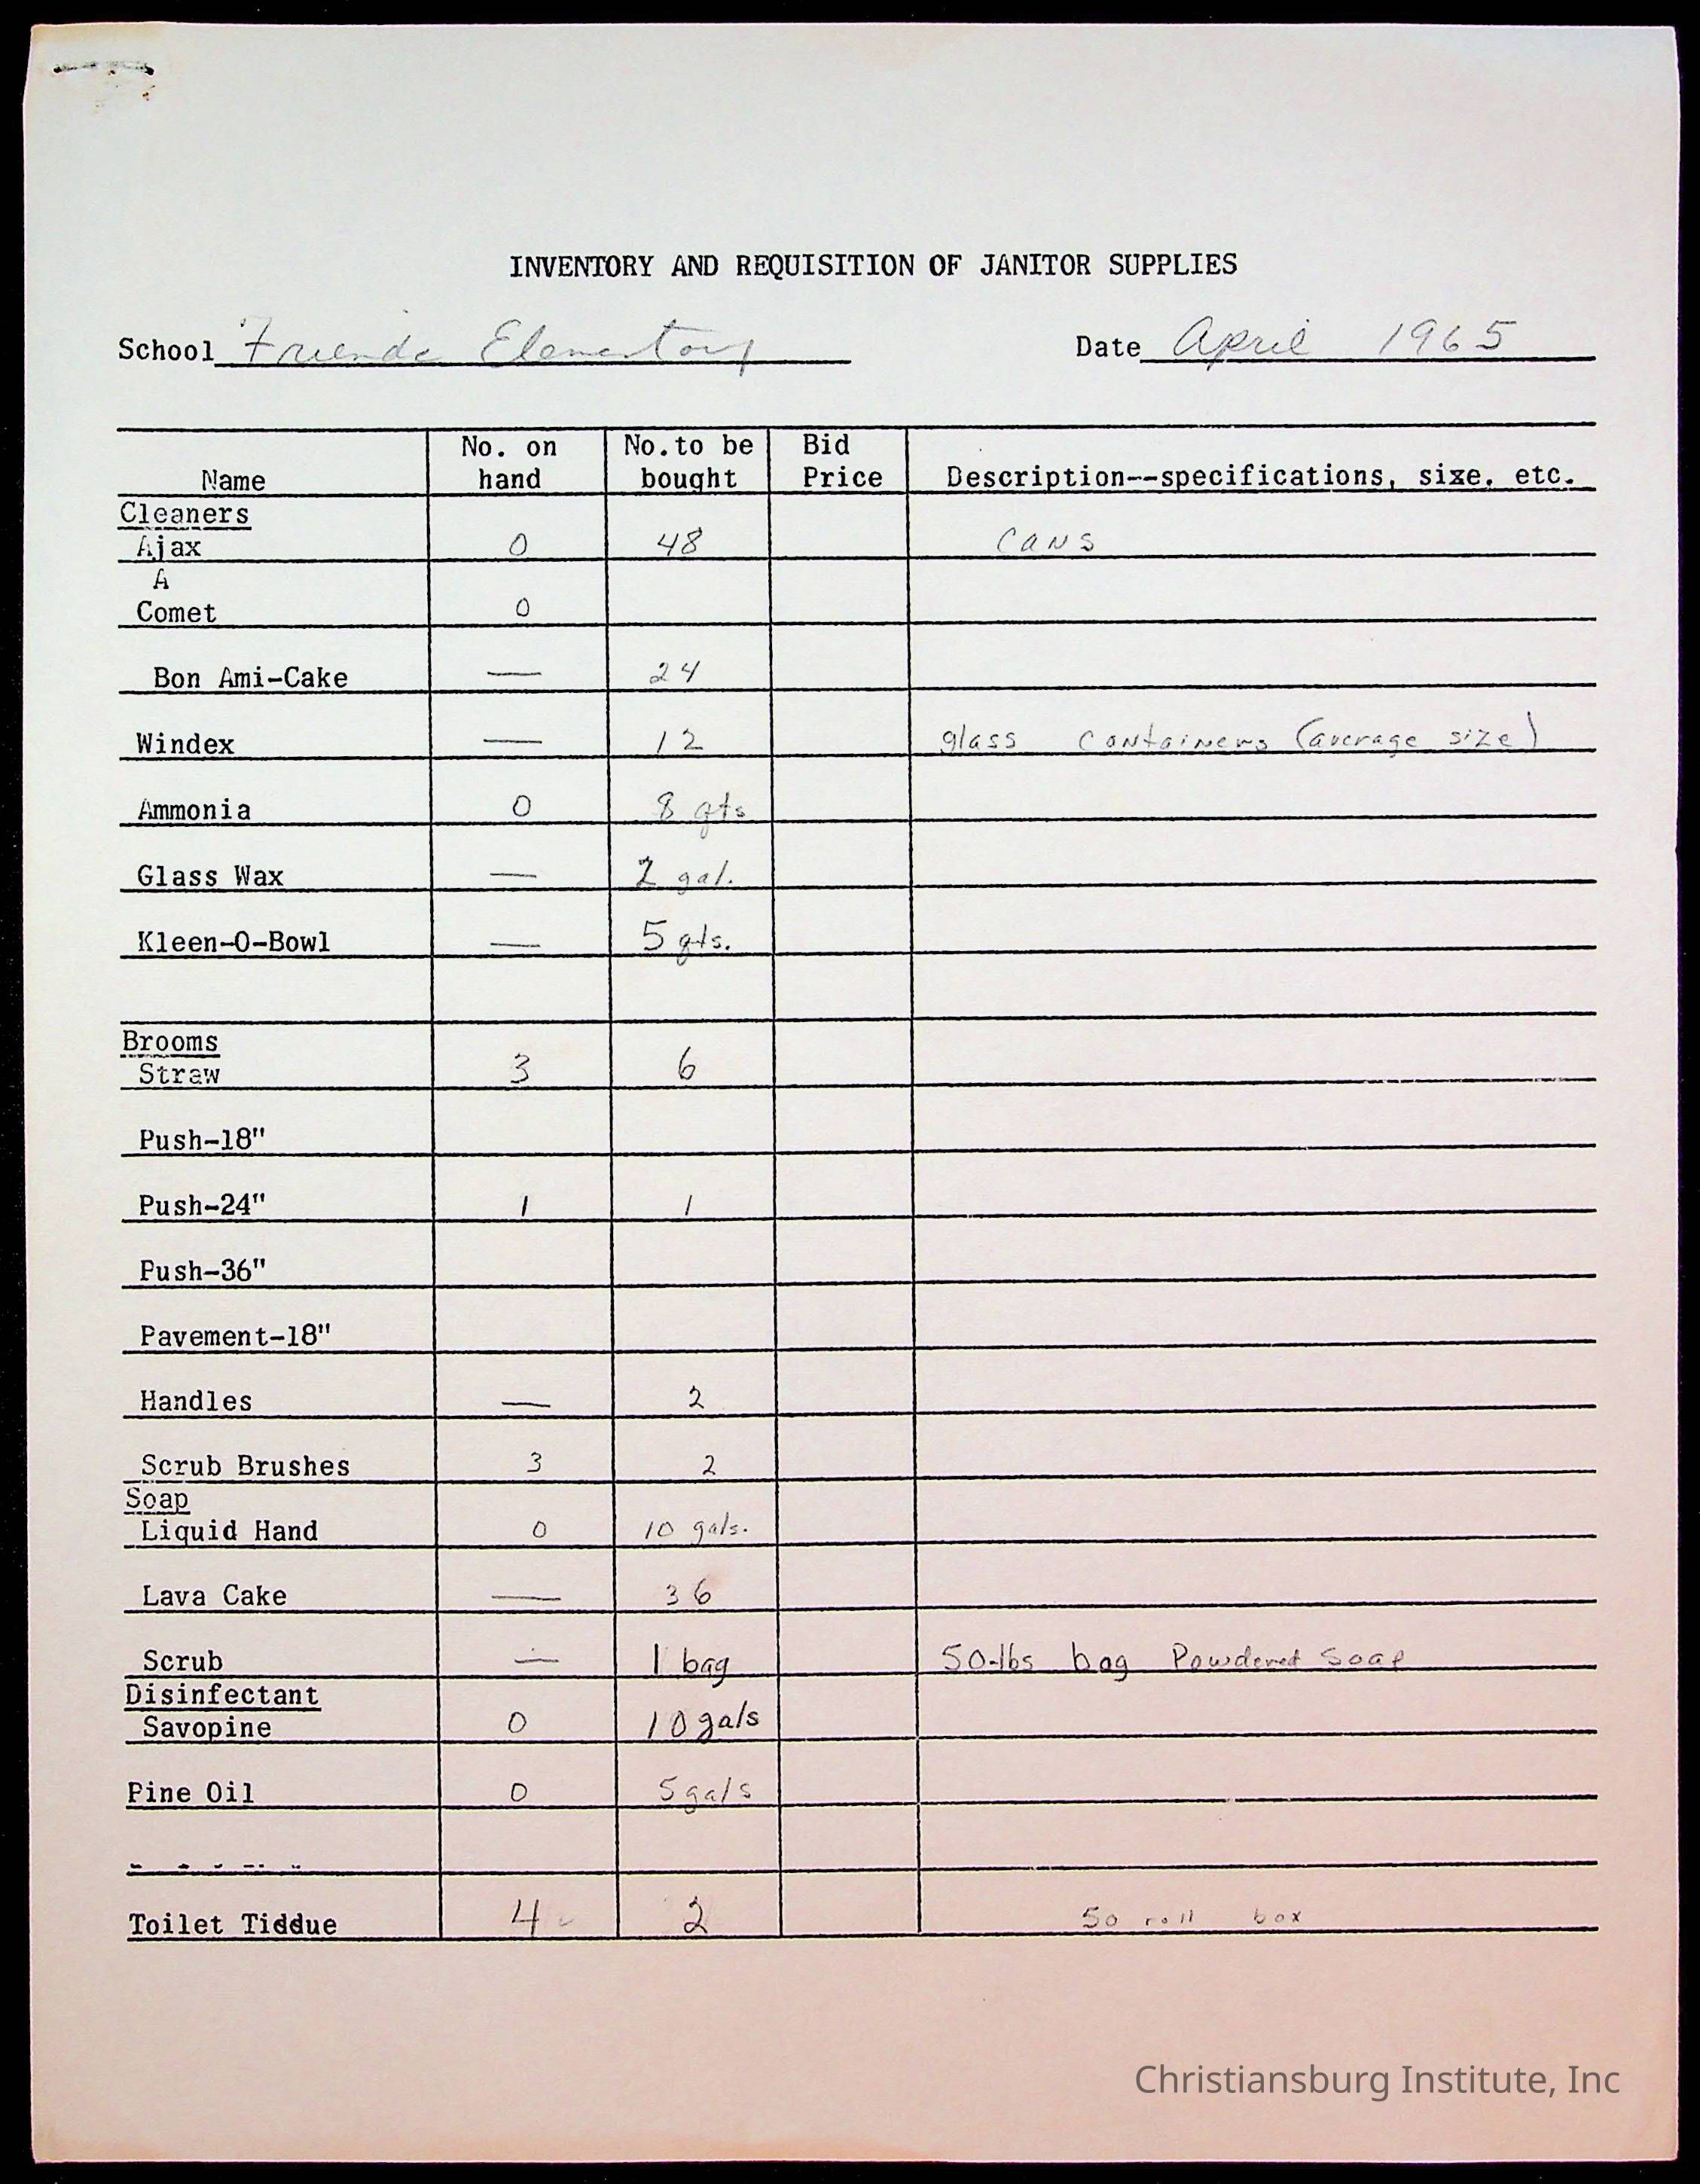 INVENTORY AND REQUISITION OF JANITOR SUPPLIES
School Friends Elementary Date April 1965
Name No. on hand No. to be bought Bid Price Description--specifications, sixe. etc.
Cleaners
Ajax 0 48 cans
A
Comet 0
Bon Ami-Cake — 24
Windex — 12 glass containers (average size)
Ammonia 0 8 qts
Glass Wax — 2 gal.
Kleen-O-Bowl — 5 qts.
Brooms
Straw 3 6
Push-18"
Push-24" 1 1
Push-36"
Pavement-18"
Handles — 2
Scrub Brushes 3 2
Soap
Liquid Hand 0 10 gals.
Lava Cake — 36
Scrub — 1 bag 50-lbs bag Powdered Soap
Disinfectant
Savopine 0 10 gals
Pine Oil 0 5 gals
Toilet Tiddue 4 2 50 roll box
Christiansburg Institute, Inc